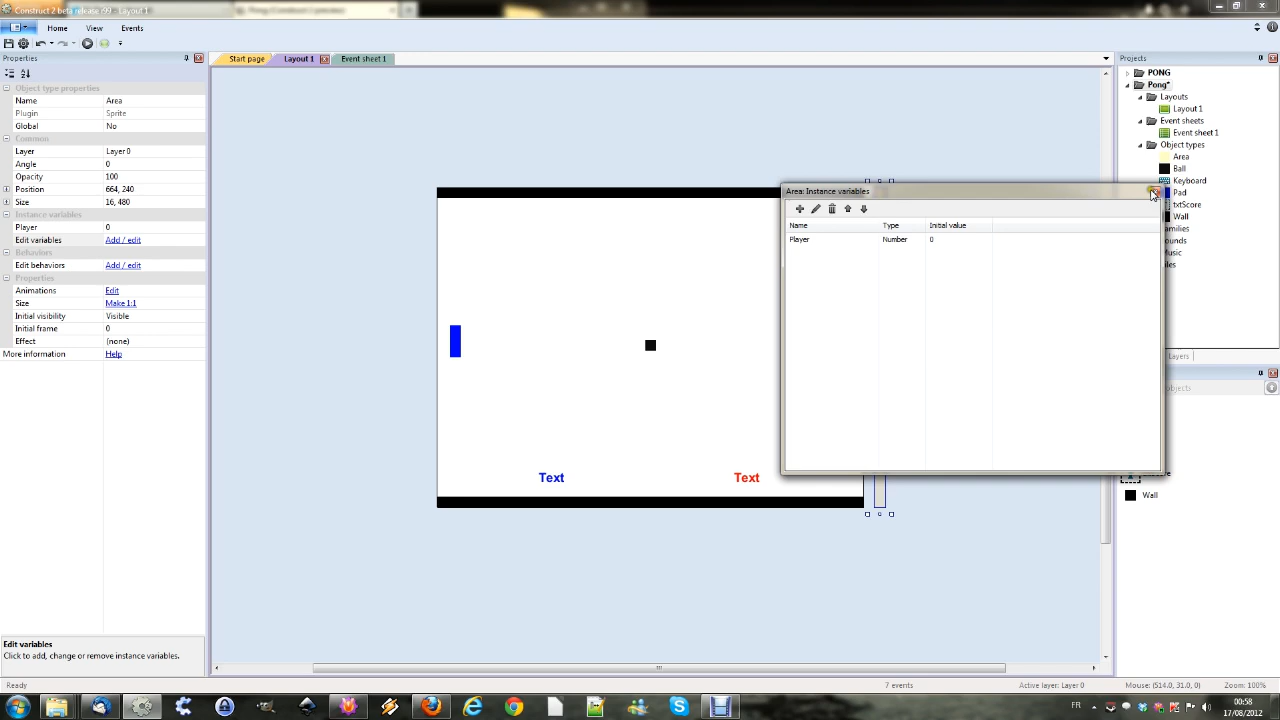 Construct 2 beta release r99 - Layout 1
Pong (Construct 2 preview)
Home View Events
Properties
Start page Layout 1 Event sheet 1
Projects
Object type properties
Name Area
Plugin Sprite
Global No
Common
Layer Layer 0
Angle 0
Opacity 100
Position 664, 240
Size 16, 480
Instance variables
Player 0
Edit variables Add / edit
Behaviors
Edit behaviors Add / edit
Properties
Animations Edit
Size Make 1:1
Initial visibility Visible
Initial frame 0
Effect (none)
More information Help
PONG
Pong*
Layouts
Layout 1
Event sheets
Event sheet 1
Object types
Area
Ball
Keyboard
Pad
txtScore
Wall
Area: Instance variables
Name Type Initial value
Player Number 0
Text Text
Layers
Wall
Edit variables
Click to add, change or remove instance variables.
Ready 7 events Active layer: Layer 0 Mouse: (514.0, 31.0, 0) Zoom: 100%
FR 00:58
17/08/2012